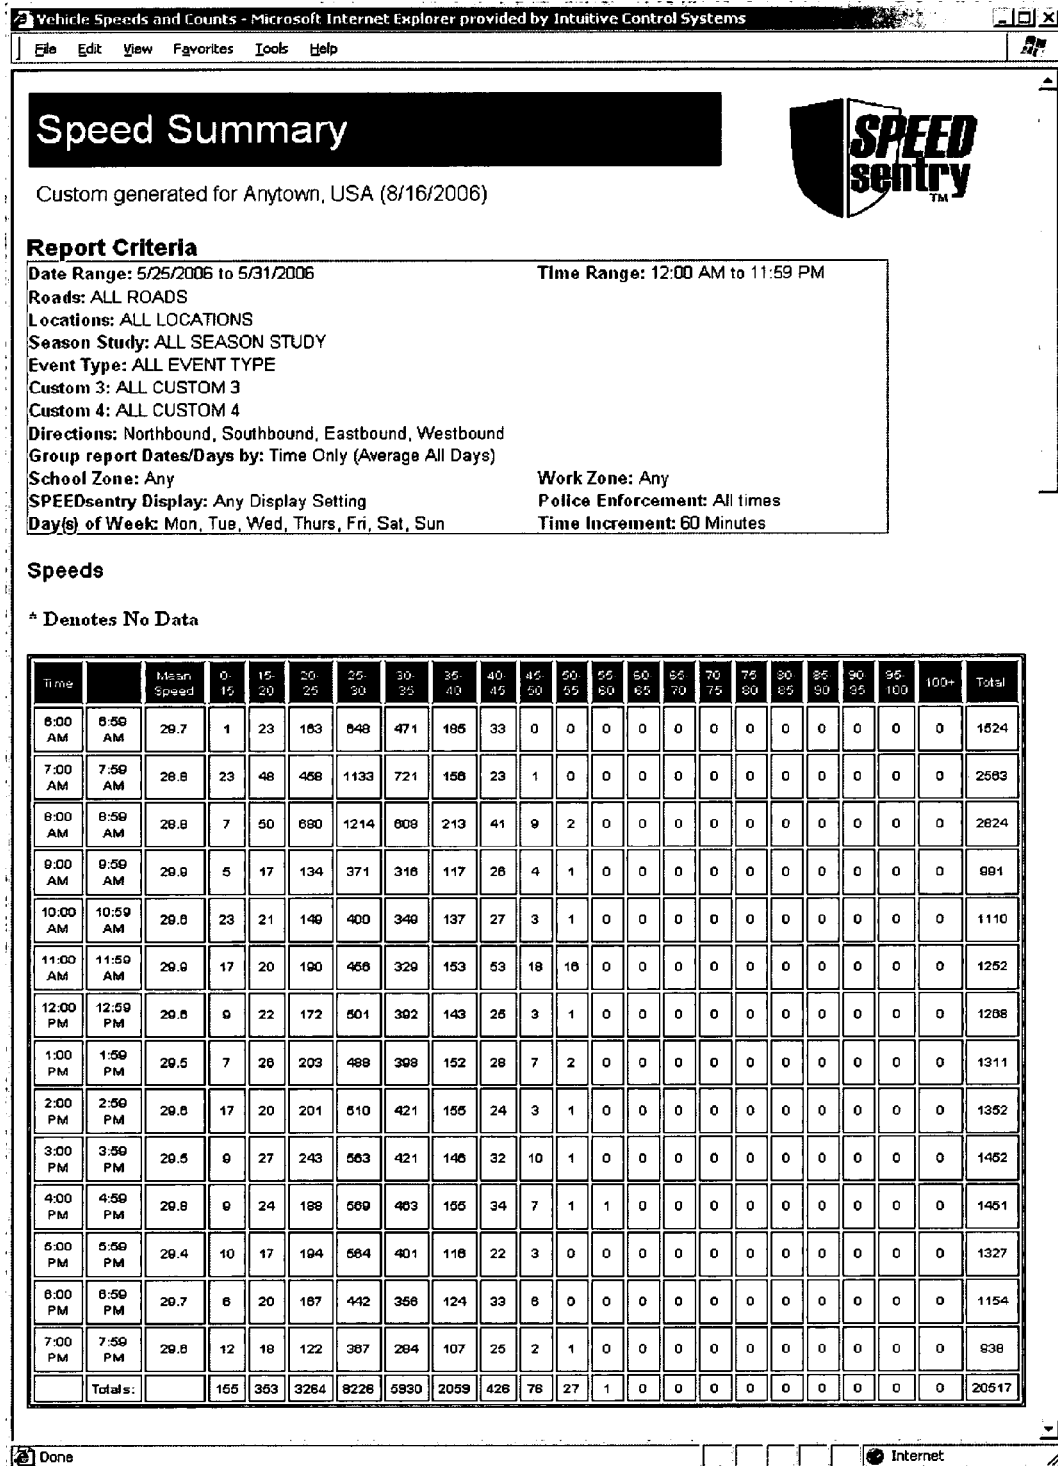 Vehicle Speeds and Counts - Microsoft Internet Explorer provided by Intuitive Control Systems
File Edit View Favorites Tools Help
Speed Summary
SPEED
sentry
TM
Custom generated for Anytown, USA (8/16/2006)
Report Criteria
Date Range: 5/25/2006 to 5/31/2006 Time Range: 12:00 AM to 11:59 PM
Roads: ALL ROADS
Locations: ALL LOCATIONS
Season Study: ALL SEASON STUDY
Event Type: ALL EVENT TYPE
Custom 3: ALL CUSTOM 3
Custom 4: ALL CUSTOM 4
Directions: Northbound, Southbound, Eastbound, Westbound
Group report Dates/Days by: Time Only (Average All Days)
School Zone: Any Work Zone: Any
SPEEDsentry Display: Any Display Setting Police Enforcement: All times
Day(s) of Week: Mon, Tue, Wed, Thurs, Fri, Sat, Sun Time Increment: 60 Minutes
Speeds
* Denotes No Data
Time Mean Speed 0-15 15-20 20-25 25-30 30-35 35-40 40-45 45-50 50-55 55-60 60-65 65-70 70-75 75-80 80-85 85-90 90-95 95-100 100+ Total
6:00 AM 6:59 AM 29.7 1 23 163 648 471 185 33 0 0 0 0 0 0 0 0 0 0 0 0 1524
7:00 AM 7:59 AM 28.8 23 48 458 1133 721 156 23 1 0 0 0 0 0 0 0 0 0 0 0 2563
8:00 AM 8:59 AM 28.8 7 50 680 1214 608 213 41 9 2 0 0 0 0 0 0 0 0 0 0 2824
9:00 AM 9:59 AM 29.9 5 17 134 371 316 117 26 4 1 0 0 0 0 0 0 0 0 0 0 991
10:00 AM 10:59 AM 29.6 23 21 149 400 349 137 27 3 1 0 0 0 0 0 0 0 0 0 0 1110
11:00 AM 11:59 AM 29.9 17 20 190 456 329 153 53 18 16 0 0 0 0 0 0 0 0 0 0 1252
12:00 PM 12:59 PM 29.6 9 22 172 501 392 143 25 3 1 0 0 0 0 0 0 0 0 0 0 1268
1:00 PM 1:59 PM 29.5 7 26 203 488 398 152 28 7 2 0 0 0 0 0 0 0 0 0 0 1311
2:00 PM 2:59 PM 29.6 17 20 201 510 421 155 24 3 1 0 0 0 0 0 0 0 0 0 0 1352
3:00 PM 3:59 PM 29.5 9 27 243 563 421 146 32 10 1 0 0 0 0 0 0 0 0 0 0 1452
4:00 PM 4:59 PM 29.8 9 24 188 569 463 155 34 7 1 1 0 0 0 0 0 0 0 0 0 1451
5:00 PM 5:59 PM 29.4 10 17 194 564 401 116 22 3 0 0 0 0 0 0 0 0 0 0 0 1327
6:00 PM 6:59 PM 29.7 6 20 167 442 356 124 33 6 0 0 0 0 0 0 0 0 0 0 0 1154
7:00 PM 7:59 PM 29.6 12 18 122 367 284 107 25 2 1 0 0 0 0 0 0 0 0 0 0 938
Totals: 155 353 3264 8226 5930 2059 426 76 27 1 0 0 0 0 0 0 0 0 0 20517
Done Internet